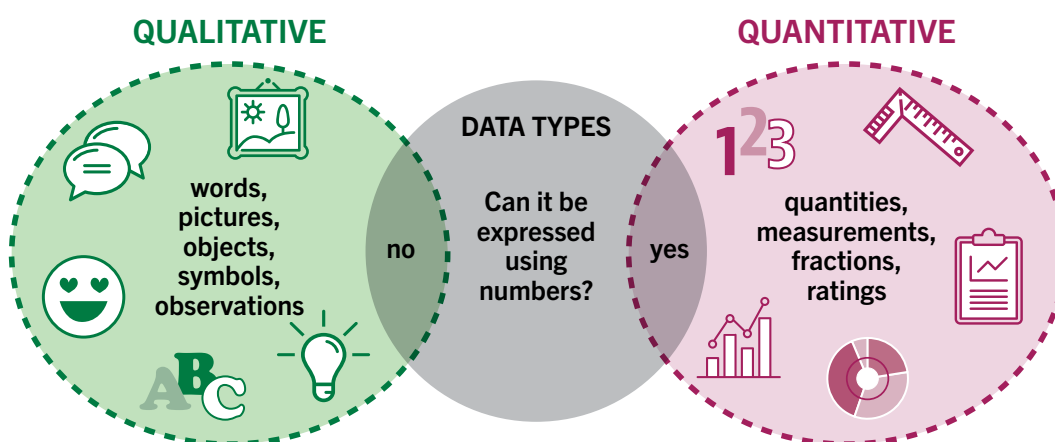 QUALITATIVE
QUANTITATIVE
words,
pictures,
objects,
symbols,
observations
ABC
no
DATA TYPES
Can it be
expressed
using
numbers?
yes
123
quantities,
measurements,
fractions,
ratings